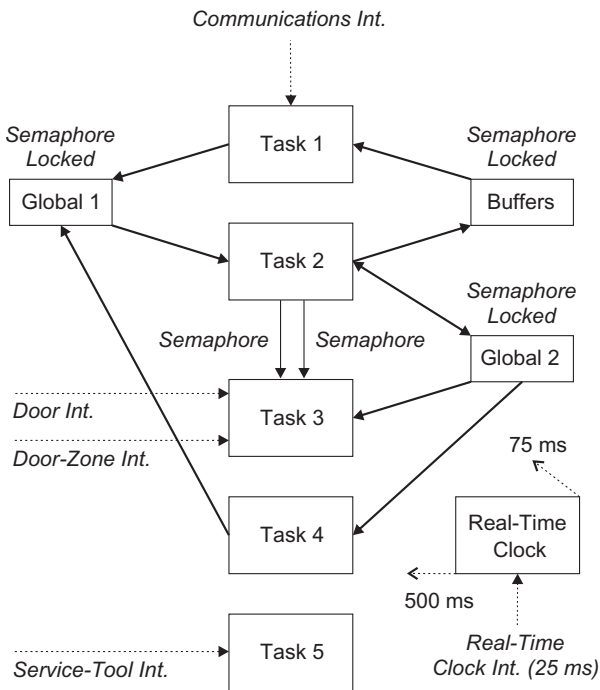 Communications Int.
Semaphore
Locked
Task 1
Semaphore
Locked
Global 1
Buffers
Task 2
Semaphore
Locked
Semaphore
Semaphore
Global 2
Door Int.
Task 3
Door-Zone Int.
75 ms
Task 4
Real-Time
Clock
500 ms
Task 5
Service-Tool Int.
Real-Time
Clock Int. (25 ms)